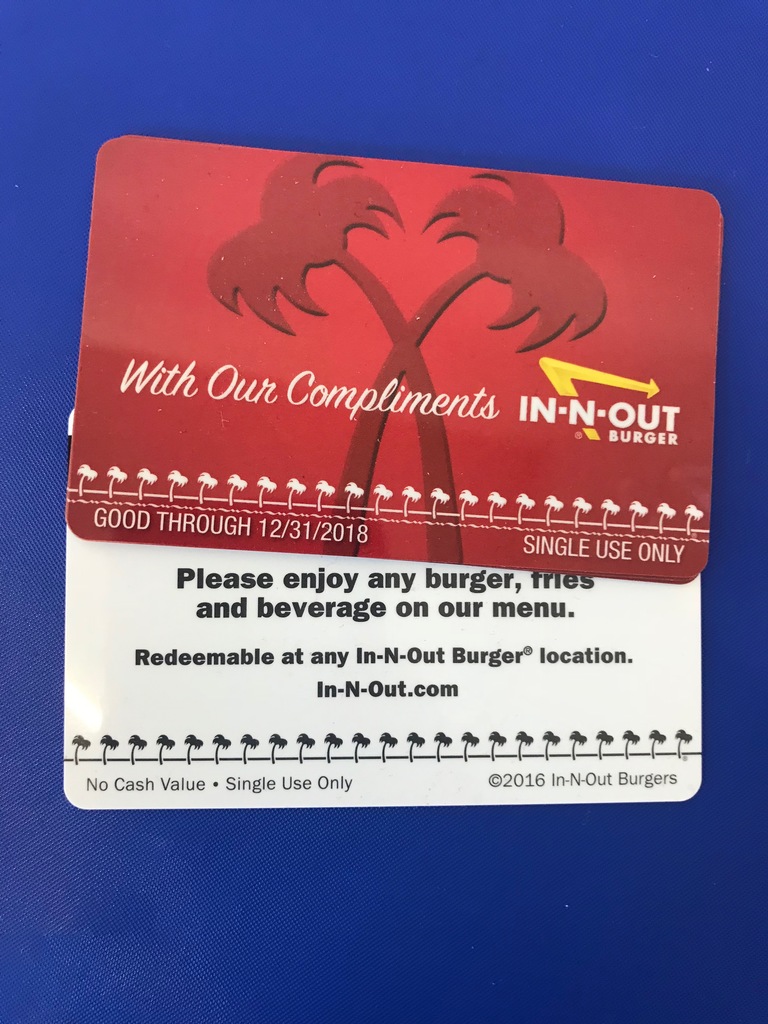 With Our Compliments
IN-N-OUT
® BURGER
GOOD THROUGH 12/31/2018
SINGLE USE ONLY
Please enjoy any burger, fries
and beverage on our menu.
Redeemable at any In-N-Out Burger® location.
In-N-Out.com
No Cash Value • Single Use Only
©2016 In-N-Out Burgers